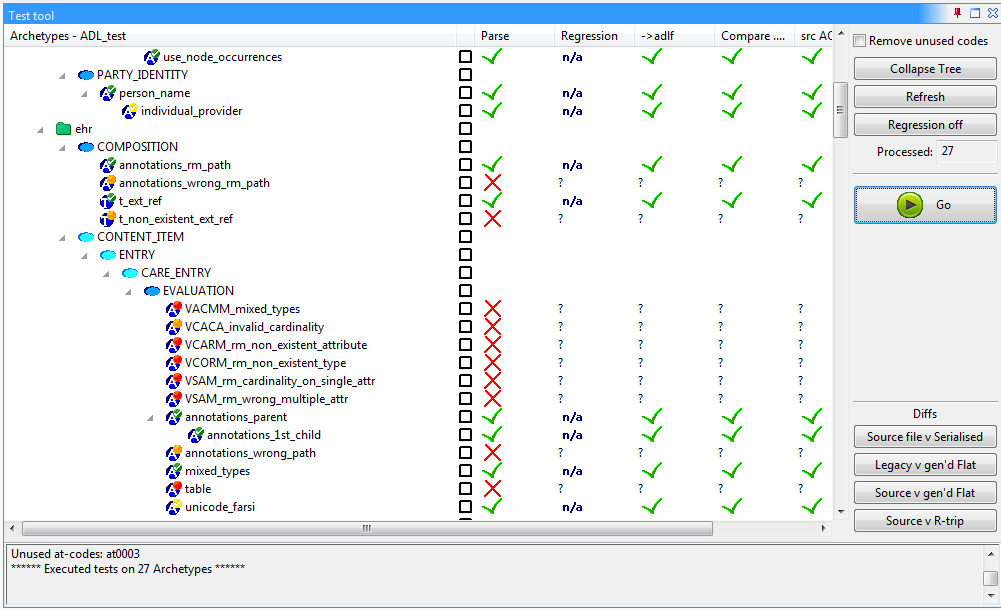 Test tool
Archetypes - ADL_test Parse Regression ->adlf Compare .... src AC
use_node_occurrences n/a
PARTY_IDENTITY
person_name n/a
individual_provider n/a
ehr
COMPOSITION
annotations_rm_path n/a
annotations_wrong_rm_path ? ? ? ?
t_ext_ref n/a
t_non_existent_ext_ref ? ? ? ?
CONTENT_ITEM
ENTRY
CARE_ENTRY
EVALUATION
VACMM_mixed_types ? ? ? ?
VCACA_invalid_cardinality ? ? ? ?
VCARM_rm_non_existent_attribute ? ? ? ?
VCORM_rm_non_existent_type ? ? ? ?
VSAM_rm_cardinality_on_single_attr ? ? ? ?
VSAM_rm_wrong_multiple_attr ? ? ? ?
annotations_parent n/a
annotations_1st_child n/a
annotations_wrong_path ? ? ? ?
mixed_types n/a
table ? ? ? ?
unicode_farsi n/a
Remove unused codes
Collapse Tree
Refresh
Regression off
Processed: 27
Go
Diffs
Source file v Serialised
Legacy v gen'd Flat
Source v gen'd Flat
Source v R-trip
Unused at-codes: at0003
****** Executed tests on 27 Archetypes ******